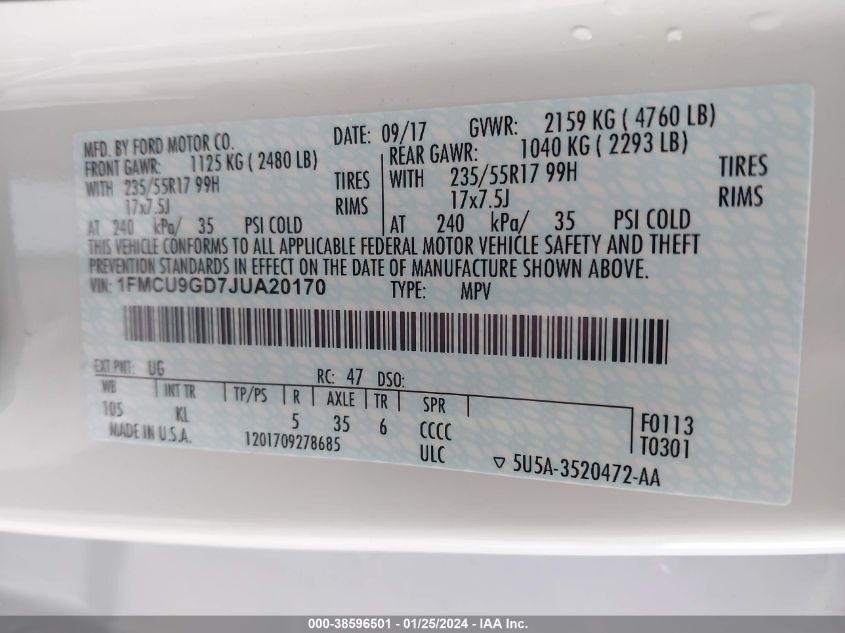 MFD. BY FORD MOTOR CO. DATE: 09/17 GVWR: 2159 KG ( 4760 LB)
FRONT GAWR: 1125 KG ( 2480 LB) REAR GAWR: 1040 KG ( 2293 LB)
WITH 235/55R17 99H TIRES WITH 235/55R17 99H TIRES
17x7.5J RIMS 17x7.5J RIMS
AT 240 kPa/ 35 PSI COLD AT 240 kPa/ 35 PSI COLD
THIS VEHICLE CONFORMS TO ALL APPLICABLE FEDERAL MOTOR VEHICLE SAFETY AND THEFT
PREVENTION STANDARDS IN EFFECT ON THE DATE OF MANUFACTURE SHOWN ABOVE.
VIN: 1FMCU9GD7JUA20170 TYPE: MPV
EXT PNT: UG RC: 47 DSO:
WB INT TR TP/PS R AXLE TR SPR
105 KL 5 35 6 CCCC F0113
MADE IN U.S.A. 1201709278685 ULC T0301
▽ 5U5A-3520472-AA
000-38596501 - 01/25/2024 - IAA Inc.